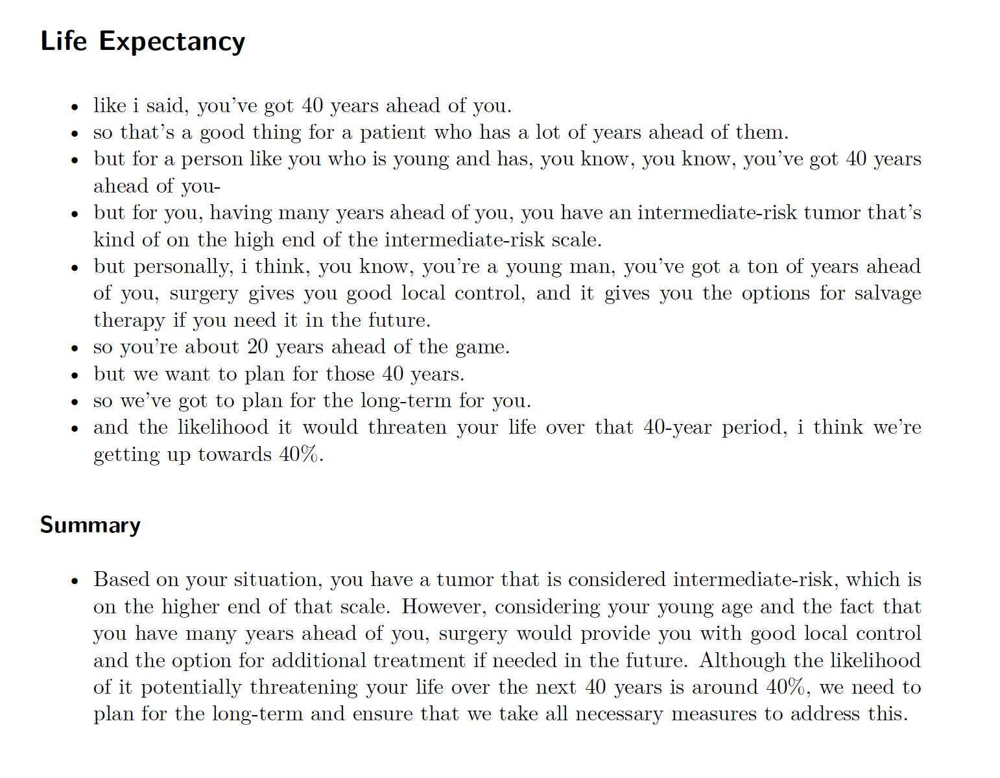 Life Expectancy
• like i said, you've got 40 years ahead of you.
• so that's a good thing for a patient who has a lot of years ahead of them.
• but for a person like you who is young and has, you know, you know, you've got 40 years
ahead of you-
• but for you, having many years ahead of you, you have an intermediate-risk tumor that's
kind of on the high end of the intermediate-risk scale.
• but personally, i think, you know, you're a young man, you've got a ton of years ahead
of you, surgery gives you good local control, and it gives you the options for salvage
therapy if you need it in the future.
• so you're about 20 years ahead of the game.
• but we want to plan for those 40 years.
• so we've got to plan for the long-term for you.
• and the likelihood it would threaten your life over that 40-year period, i think we're
getting up towards 40%.
Summary
• Based on your situation, you have a tumor that is considered intermediate-risk, which is
on the higher end of that scale. However, considering your young age and the fact that
you have many years ahead of you, surgery would provide you with good local control
and the option for additional treatment if needed in the future. Although the likelihood
of it potentially threatening your life over the next 40 years is around 40%, we need to
plan for the long-term and ensure that we take all necessary measures to address this.